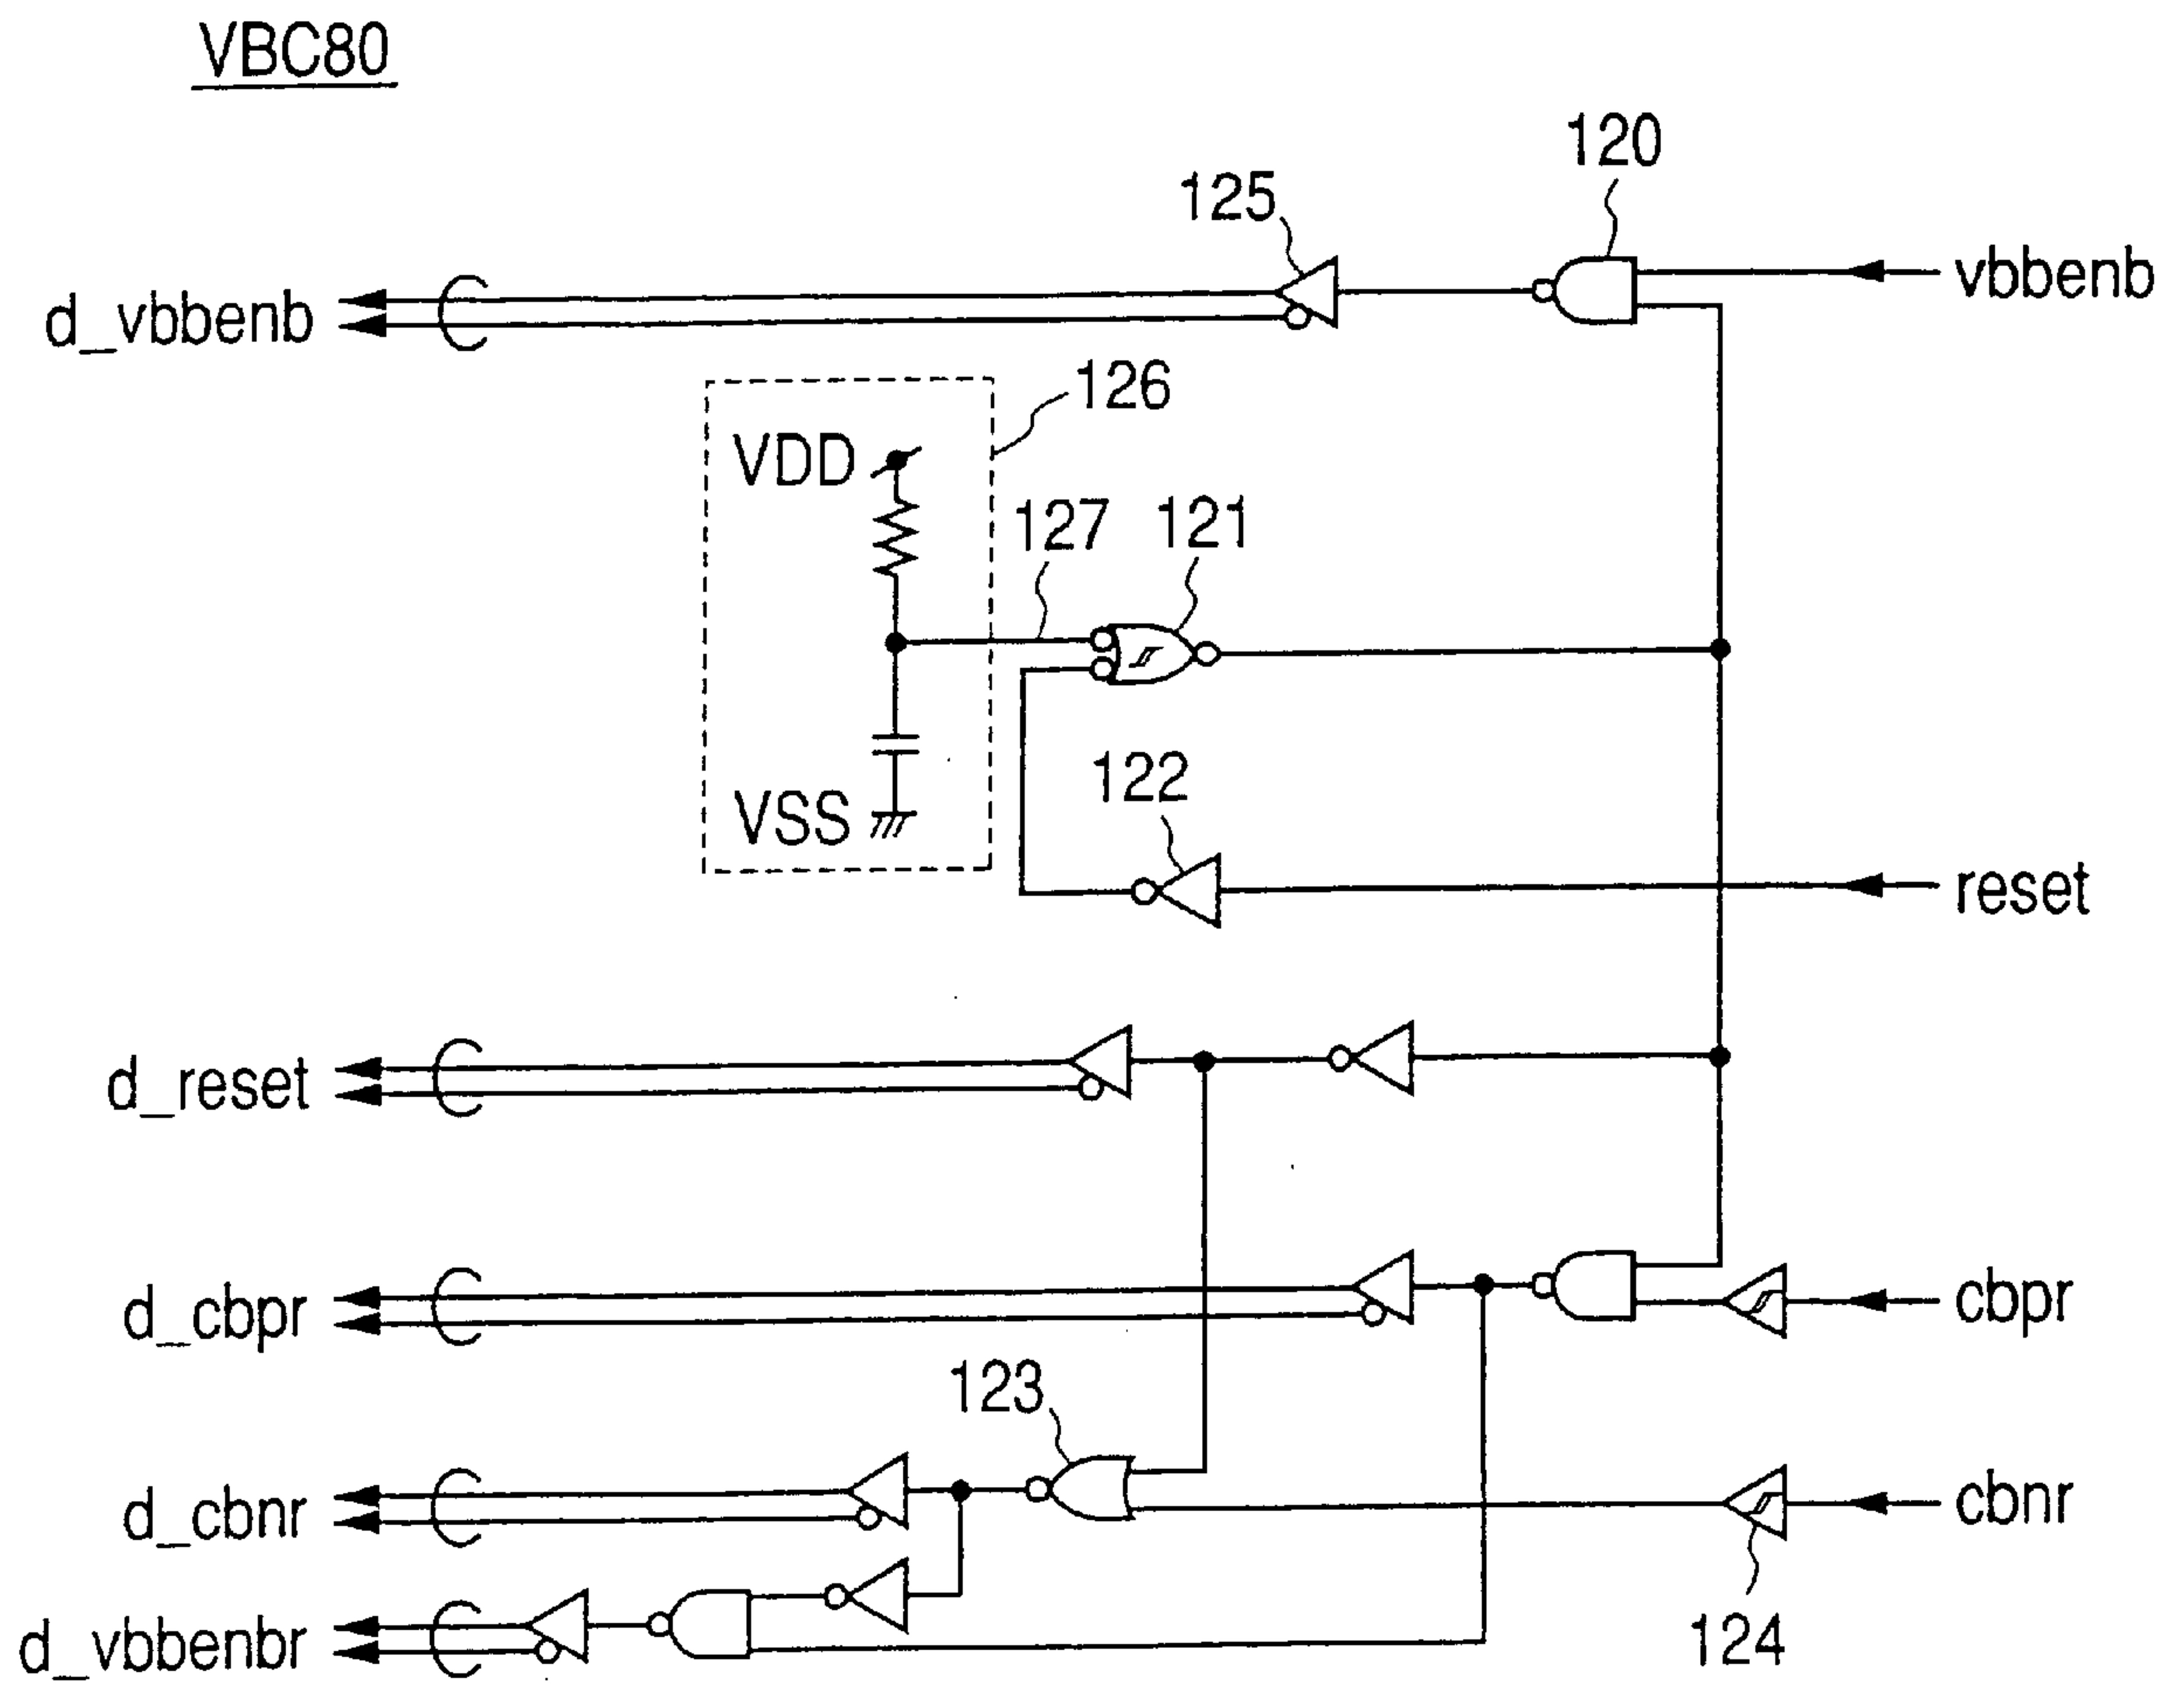 VBC80
120
125
vbbenb
d_vbbenb
126
VDD
127
121
122
VSS
reset
d_reset
cbpr
d_cbpr
123
cbnr
d_cbnr
124
d_vbbenbr